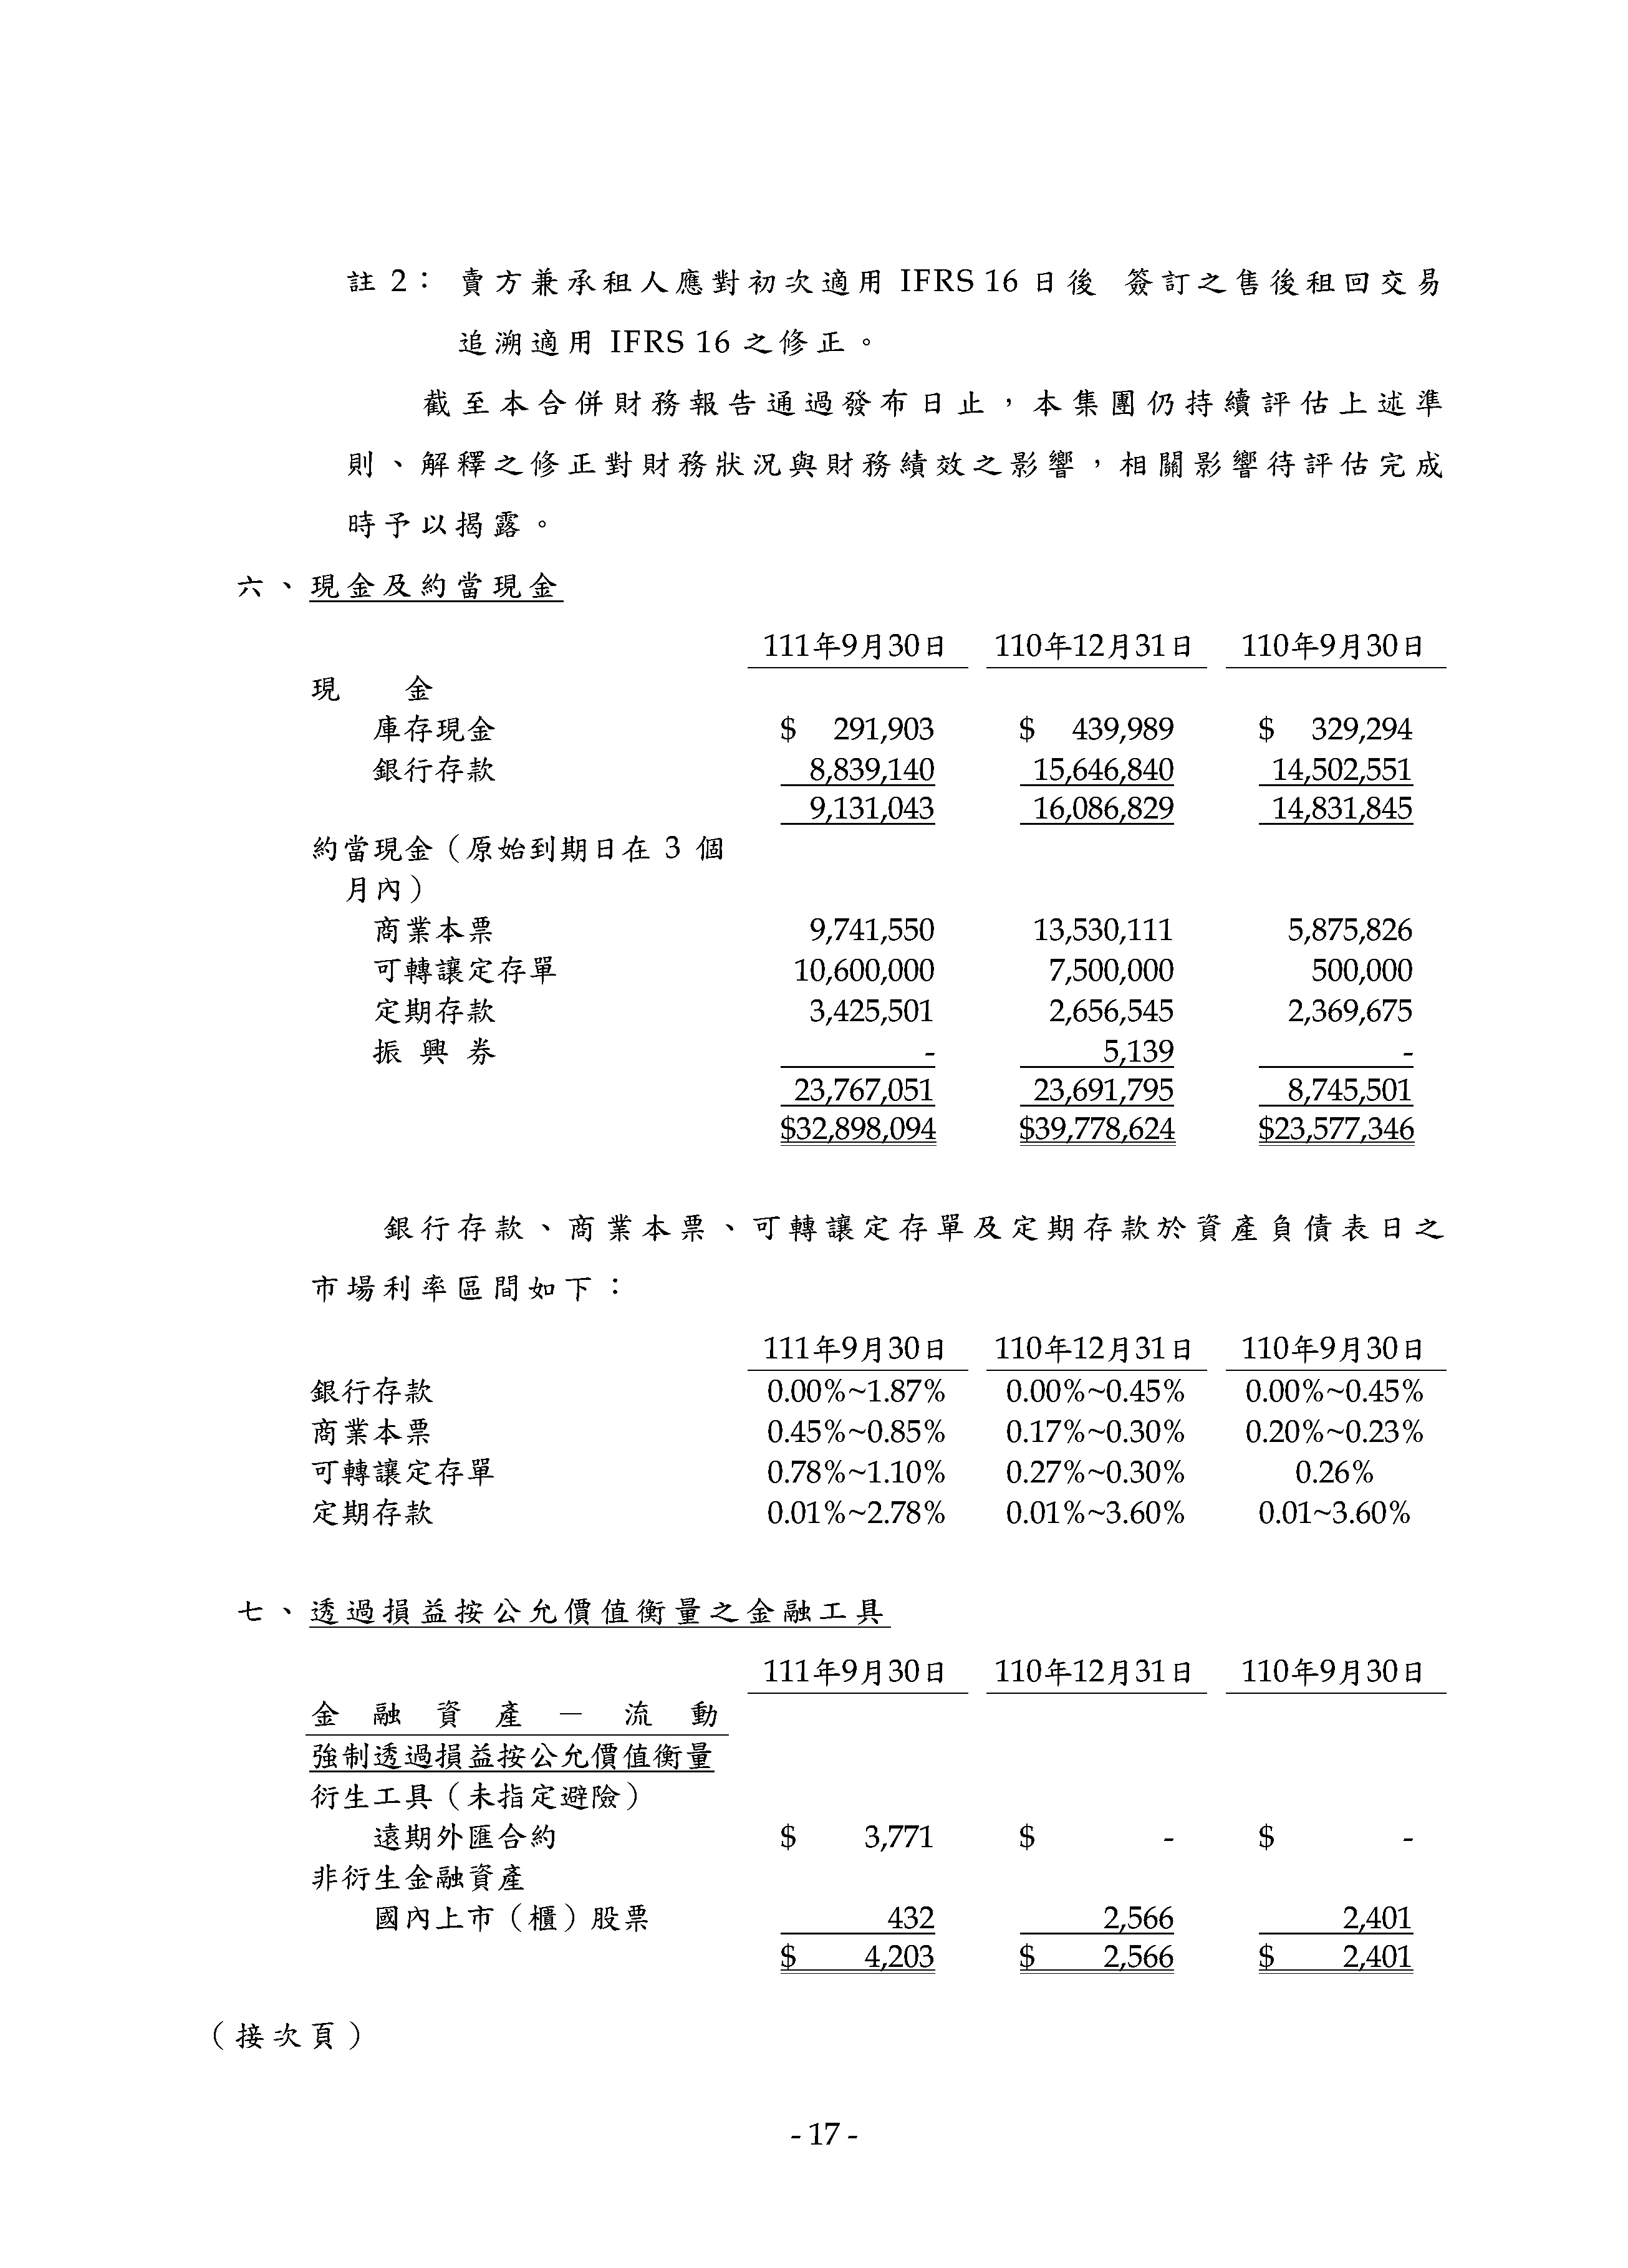 註 2： 賣方兼承租人應對初次適用 IFRS 16 日後 簽訂之售後租回交易
追溯適用 IFRS 16 之修正。
截至本合併財務報告通過發布日止，本集團仍持續評估上述準
則、解釋之修正對財務狀況與財務績效之影響，相關影響待評估完成
時予以揭露。
六、現金及約當現金
111年9月30日 110年12月31日 110年9月30日
現 金
庫存現金 $ 291,903 $ 439,989 $ 329,294
銀行存款 8,839,140 15,646,840 14,502,551
9,131,043 16,086,829 14,831,845
約當現金（原始到期日在 3 個
月內）
商業本票 9,741,550 13,530,111 5,875,826
可轉讓定存單 10,600,000 7,500,000 500,000
定期存款 3,425,501 2,656,545 2,369,675
振 興 券 - 5,139 -
23,767,051 23,691,795 8,745,501
$32,898,094 $39,778,624 $23,577,346
銀行存款、商業本票、可轉讓定存單及定期存款於資產負債表日之
市場利率區間如下：
111年9月30日 110年12月31日 110年9月30日
銀行存款 0.00%~1.87% 0.00%~0.45% 0.00%~0.45%
商業本票 0.45%~0.85% 0.17%~0.30% 0.20%~0.23%
可轉讓定存單 0.78%~1.10% 0.27%~0.30% 0.26%
定期存款 0.01%~2.78% 0.01%~3.60% 0.01~3.60%
七、透過損益按公允價值衡量之金融工具
111年9月30日 110年12月31日 110年9月30日
金 融 資 產 － 流 動
強制透過損益按公允價值衡量
衍生工具（未指定避險）
遠期外匯合約 $ 3,771 $ - $ -
非衍生金融資產
國內上市（櫃）股票 432 2,566 2,401
$ 4,203 $ 2,566 $ 2,401
（接次頁）
- 17 -